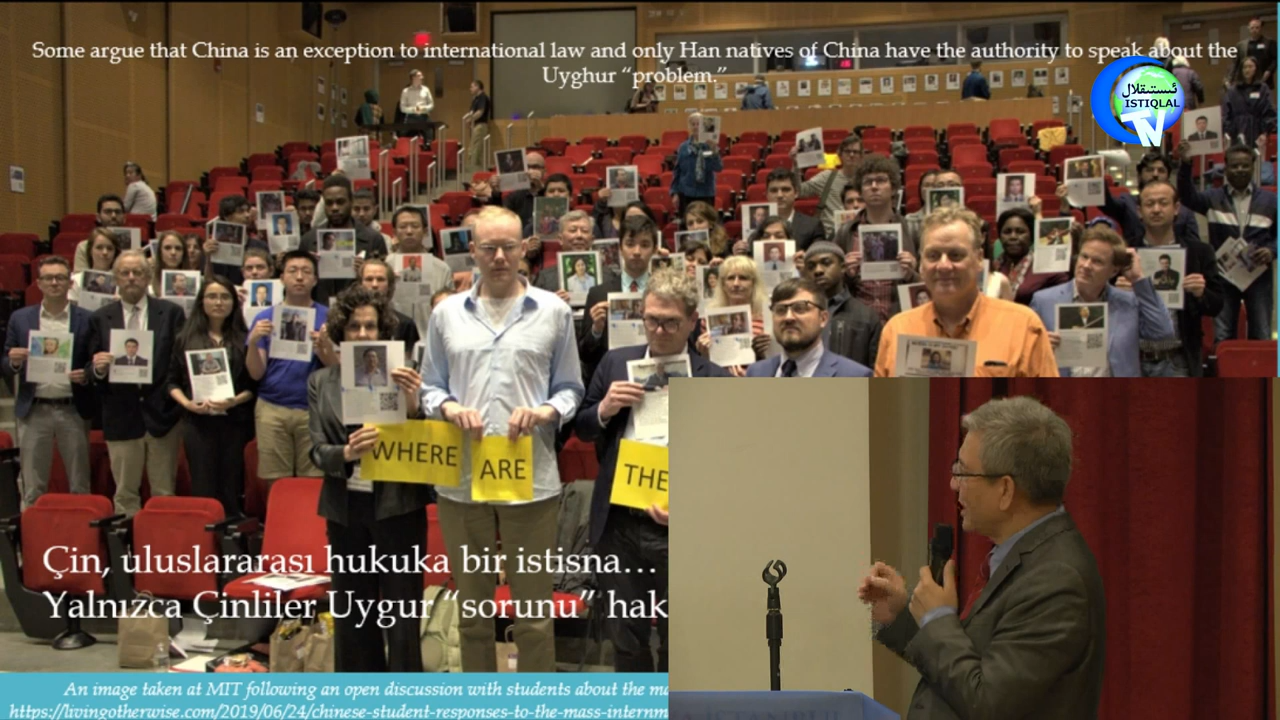 Some argue that China is an exception to international law and only Han natives of China have the authority to speak about the
Uyghur “problem.”
ئىستىقلال
ISTIQLAL
TV
WHERE
ARE
THE
Çin, uluslararası hukuka bir istisna…
Yalnızca Çinliler Uygur “sorunu” hak
An image taken at MIT following an open discussion with students about the ma
https://livingotherwise.com/2019/06/24/chinese-student-responses-to-the-mass-internm